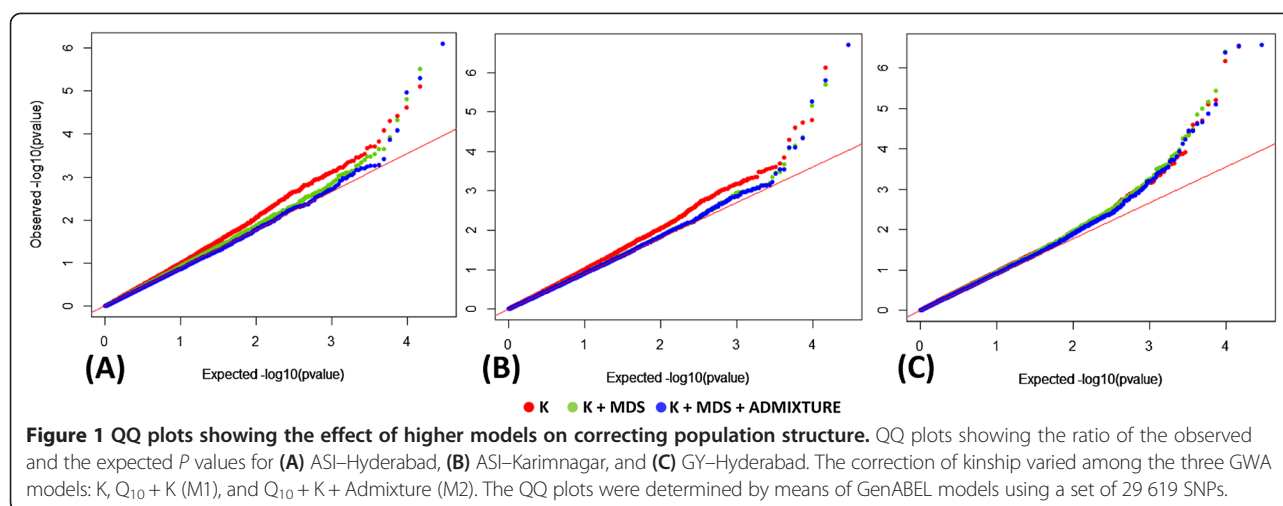 Observed -log10(pvalue)
0 1 2 3 4 5 6
0 1 2 3 4
(A)
Expected -log10(pvalue)
0 1 2 3 4 5 6
0 1 2 3 4
(B)
Expected -log10(pvalue)
0 1 2 3 4 5 6
0 1 2 3 4
(C)
Expected -log10(pvalue)
K K + MDS K + MDS + ADMIXTURE
Figure 1 QQ plots showing the effect of higher models on correcting population structure. QQ plots showing the ratio of the observed
and the expected P values for (A) ASI–Hyderabad, (B) ASI–Karimnagar, and (C) GY–Hyderabad. The correction of kinship varied among the three GWA
models: K, Q10 + K (M1), and Q10 + K + Admixture (M2). The QQ plots were determined by means of GenABEL models using a set of 29 619 SNPs.